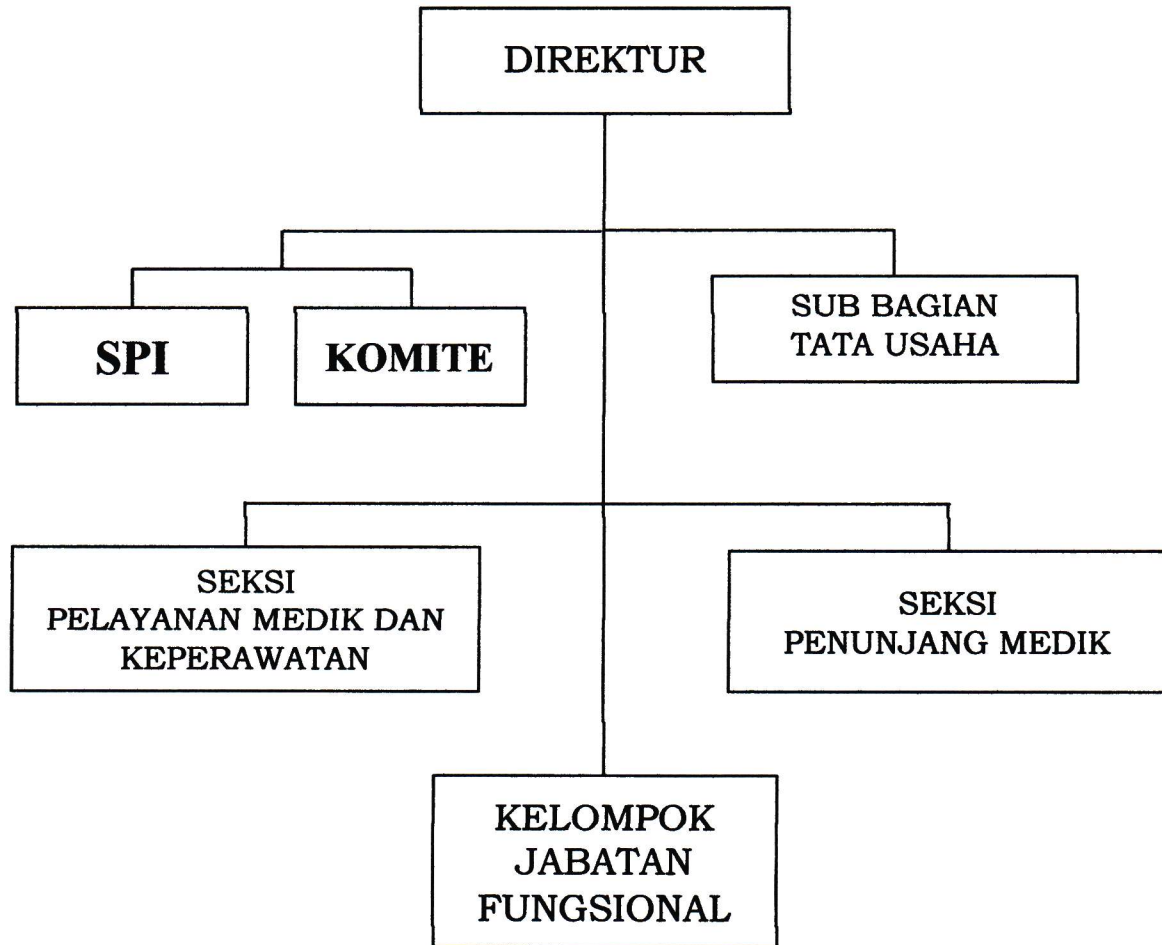 DIREKTUR
SPI
KOMITE
SUB BAGIAN
TATA USAHA
SEKSI
PELAYANAN MEDIK DAN
KEPERAWATAN
SEKSI
PENUNJANG MEDIK
KELOMPOK
JABATAN
FUNGSIONAL